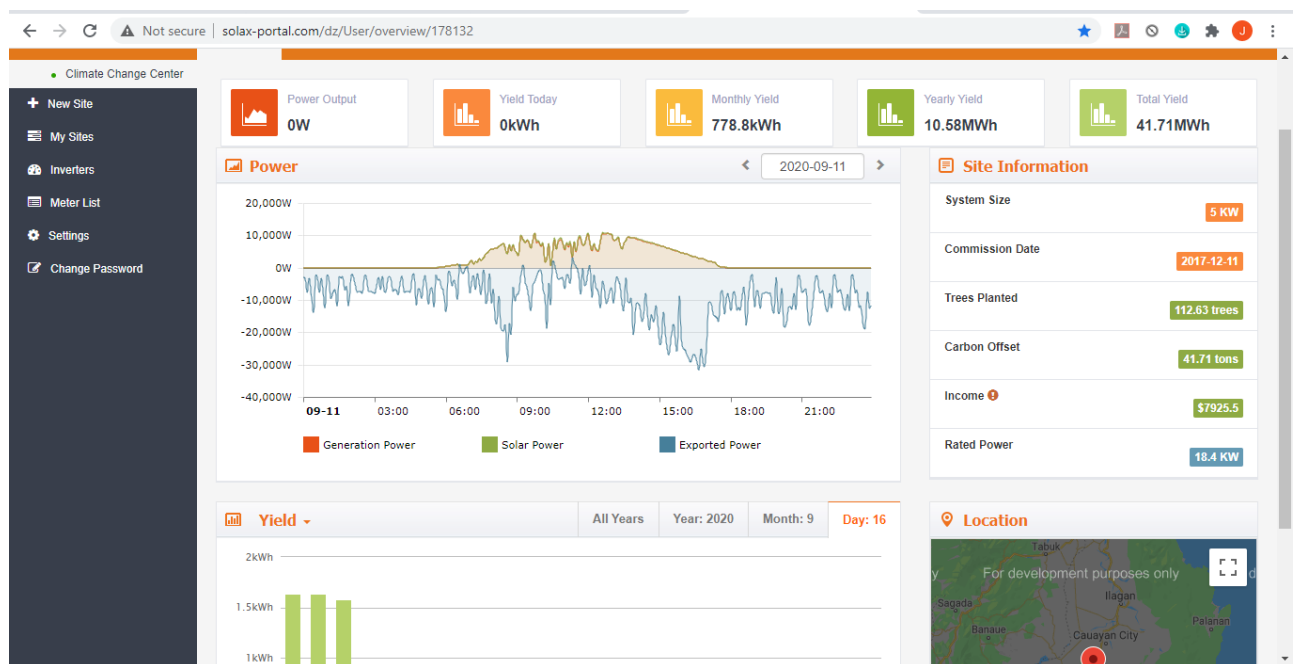 Not secure | solax-portal.com/dz/User/overview/178132
J
Climate Change Center
New Site
My Sites
Inverters
Meter List
Settings
Change Password
Power Output
0W
Yield Today
0kWh
Monthly Yield
778.8kWh
Yearly Yield
10.58MWh
Total Yield
41.71MWh
Power
2020-09-11
20,000W
10,000W
0W
-10,000W
-20,000W
-30,000W
-40,000W
09-11 03:00 06:00 09:00 12:00 15:00 18:00 21:00
Generation Power Solar Power Exported Power
Site Information
System Size
5 KW
Commission Date
2017-12-11
Trees Planted
112.63 trees
Carbon Offset
41.71 tons
Income
$7925.5
Rated Power
18.4 KW
Yield
All Years Year: 2020 Month: 9 Day: 16
2kWh
1.5kWh
1kWh
Location
Tabuk
y For development purposes only d
Ilagan
Sagada
Palanan
Banaue
Cauayan City